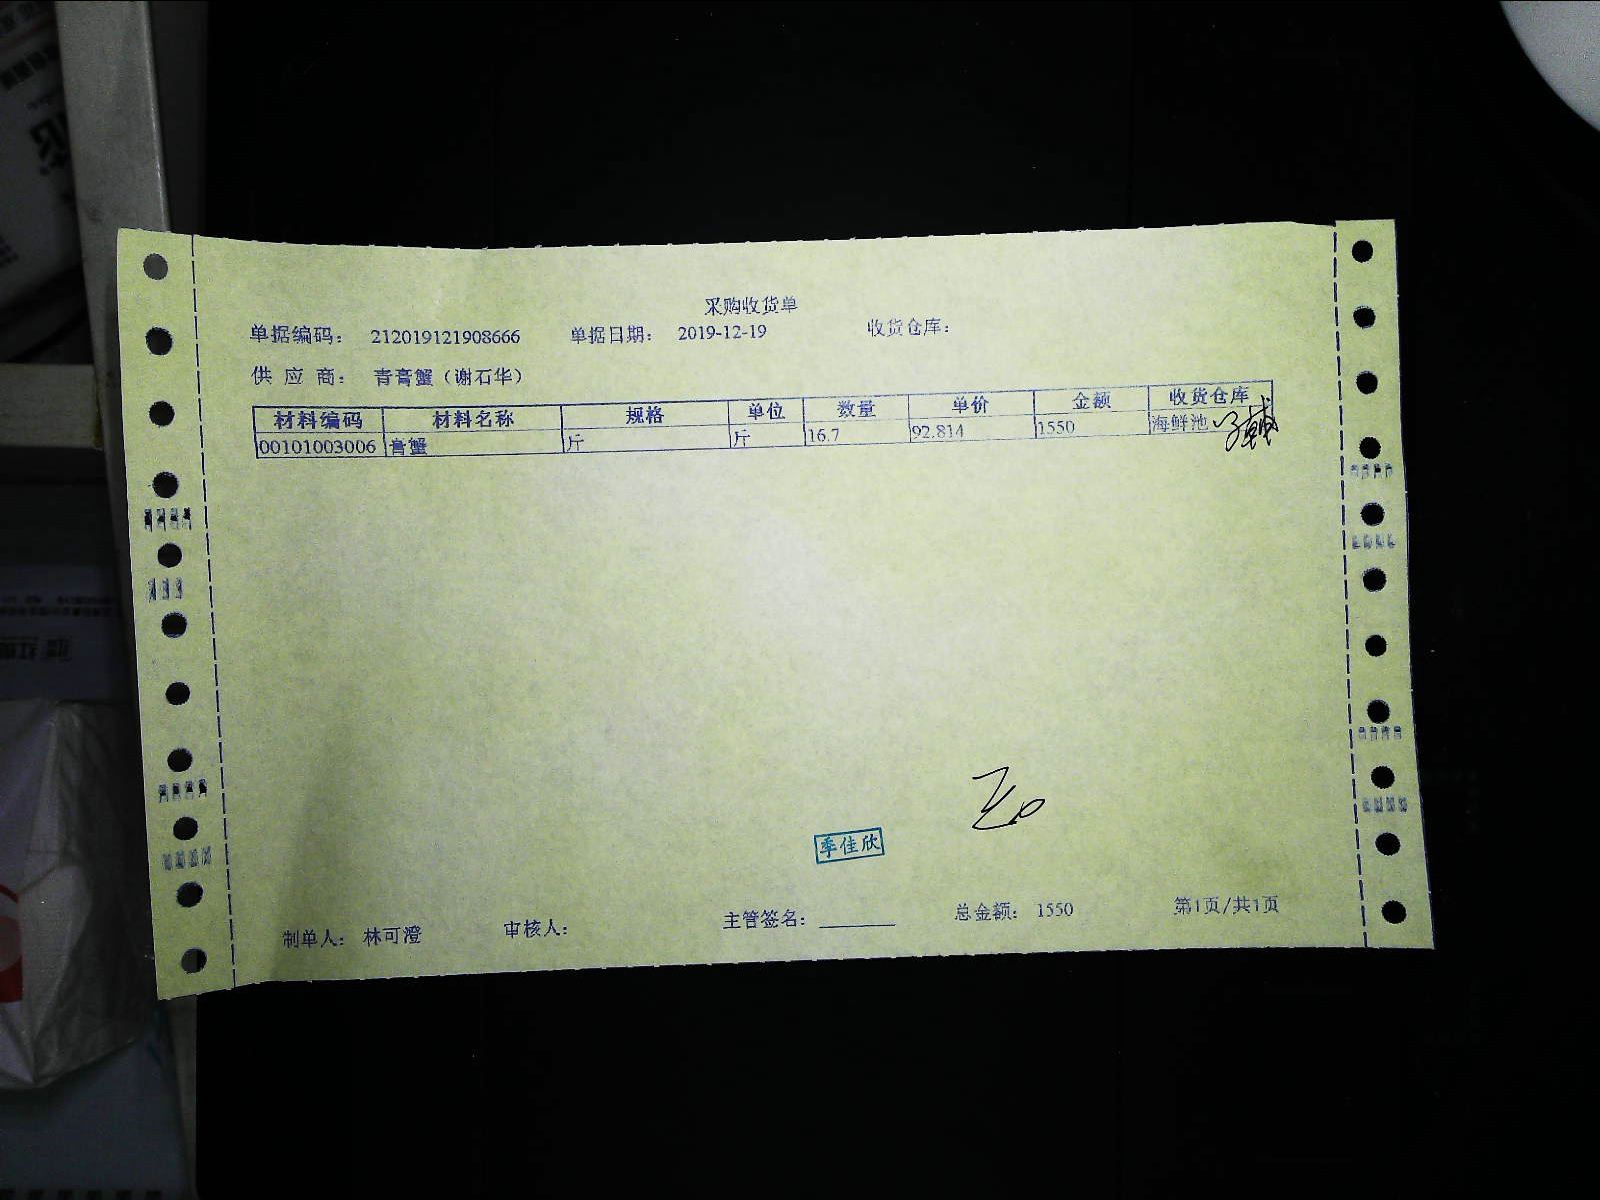 采购收货单
单据编码： 212019121908666 单据日期： 2019-12-19 收货仓库：
供 应 商： 青膏蟹（谢石华）
材料编码 材料名称 规格 单位 数量 单价 金额 收货仓库
00101003006 膏蟹 斤 斤 16.7 92.814 1550 海鲜池
季佳欣
制单人： 林可澄 审核人： 主管签名： 总金额： 1550 第1页/共1页